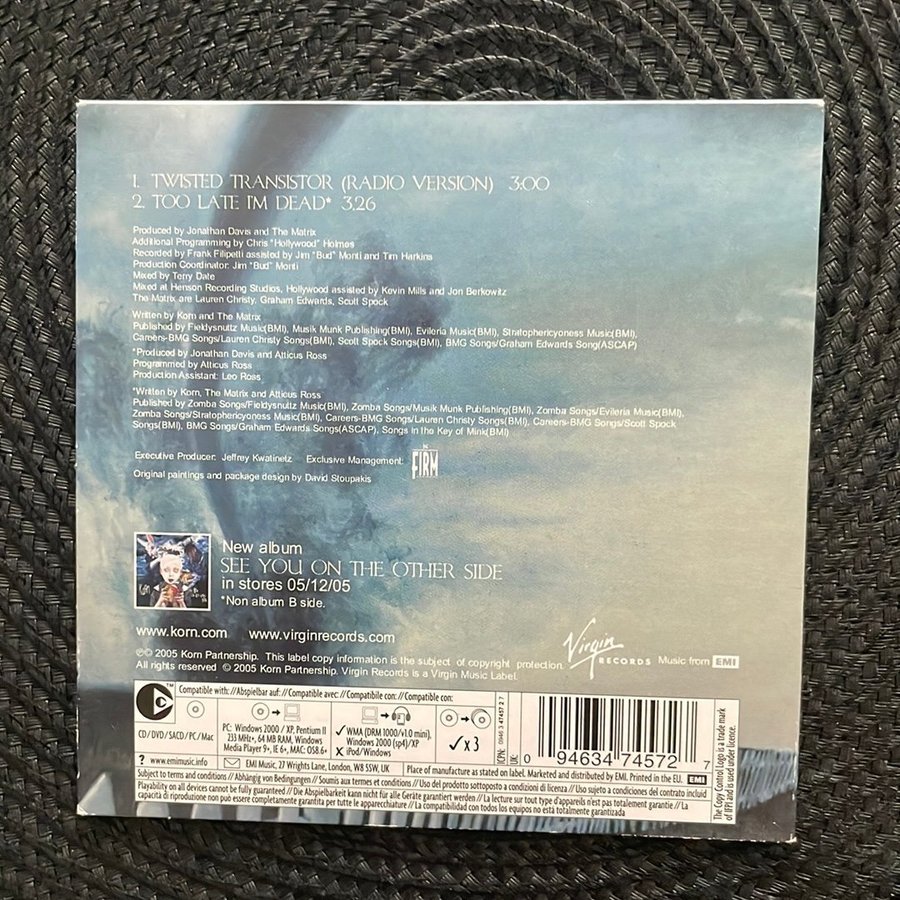 1. TWISTED TRANSISTOR (RADIO VERSION) 3:00
2. TOO LATE I'M DEAD* 3.26
Produced by Jonathan Davis and The Matrix
Additional Programming by Chris "Hollywood" Holmes
Recorded by Frank Filipetti assisted by Jim "Bud" Monti and Tim Harkins
Production Coordinator: Jim "Bud" Monti
Mixed by Terry Date
Mixed at Henson Recording Studios, Hollywood assisted by Kevin Mills and Jon Berkowitz
The Matrix are Lauren Christy, Graham Edwards, Scott Spock
Written by Korn and The Matrix
Published by Fieldysnuttz Music(BMI), Musik Munk Publishing(BMI), Evileria Music(BMI), Stratosphericyoness Music(BMI),
Careers-BMG Songs/Lauren Christy Songs(BMI), Scott Spock Songs(BMI), BMG Songs/Graham Edwards Song(ASCAP)
*Produced by Jonathan Davis and Atticus Ross
Programmed by Atticus Ross
Production Assistant: Leo Ross
*Written by Korn, The Matrix and Atticus Ross
Published by Zomba Songs/Fieldysnuttz Music(BMI), Zomba Songs/Musik Munk Publishing(BMI), Zomba Songs/Evileria Music(BMI),
Zomba Songs/Stratophericyoness Music(BMI), Careers-BMG Songs/Lauren Christy Songs(BMI), Careers-BMG Songs/Scott Spock
Songs(BMI), BMG Songs/Graham Edwards Songs(ASCAP), Songs in the Key of Mink(BMI)
Executive Producer: Jeffrey Kwatinetz Exclusive Management: THE FIRM
Original paintings and package design by David Stoupakis
New album
SEE YOU ON THE OTHER SIDE
in stores 05/12/05
*Non album B side.
www.korn.com www.virginrecords.com
℗© 2005 Korn Partnership. This label copy information is the subject of copyright protection.
All rights reserved © 2005 Korn Partnership. Virgin Records is a Virgin Music Label.
Virgin RECORDS Music from EMI
Compatible with: // Abspielbar auf: // Compatible avec: // Compatibile con: // Compatible con:
CD / DVD / SACD / PC / Mac
PC: Windows 2000 / XP, Pentium II
233 MHz+, 64 MB RAM, Windows
Media Player 9+, IE 6+, MAC: OS8.6+
✓ WMA (DRM 1000/v1.0 mini),
Windows 2000 (sp4)/XP
X iPod/Windows
✓ x 3
ICPN: 0946 3 47457 2 7
UK:
0 94634 74572 7
? www.emimusic.info
EMI Music, 27 Wrights Lane, London, W8 5SW, UK
Place of manufacture as stated on label. Marketed and distributed by EMI. Printed in the EU. EMI
Subject to terms and conditions // Abhängig von Bedingungen // Soumis aux termes et conditions // Uso del prodotto sottoposto a condizioni di licenza // Uso sujeto a condiciones del contrato incluido
Playability on all devices cannot be fully guaranteed // Die Abspielbarkeit kann nicht für alle Geräte garantiert werden // La lecture sur tout type d'appareils n'est pas totalement garantie // La
capacità di riproduzione non può essere completamente garantita per tutte le apparecchiature // La compatibilidad con todos los equipos no está totalmente garantizada
The Copy Control Logo is a trade mark
of IFPI and is used under licence.